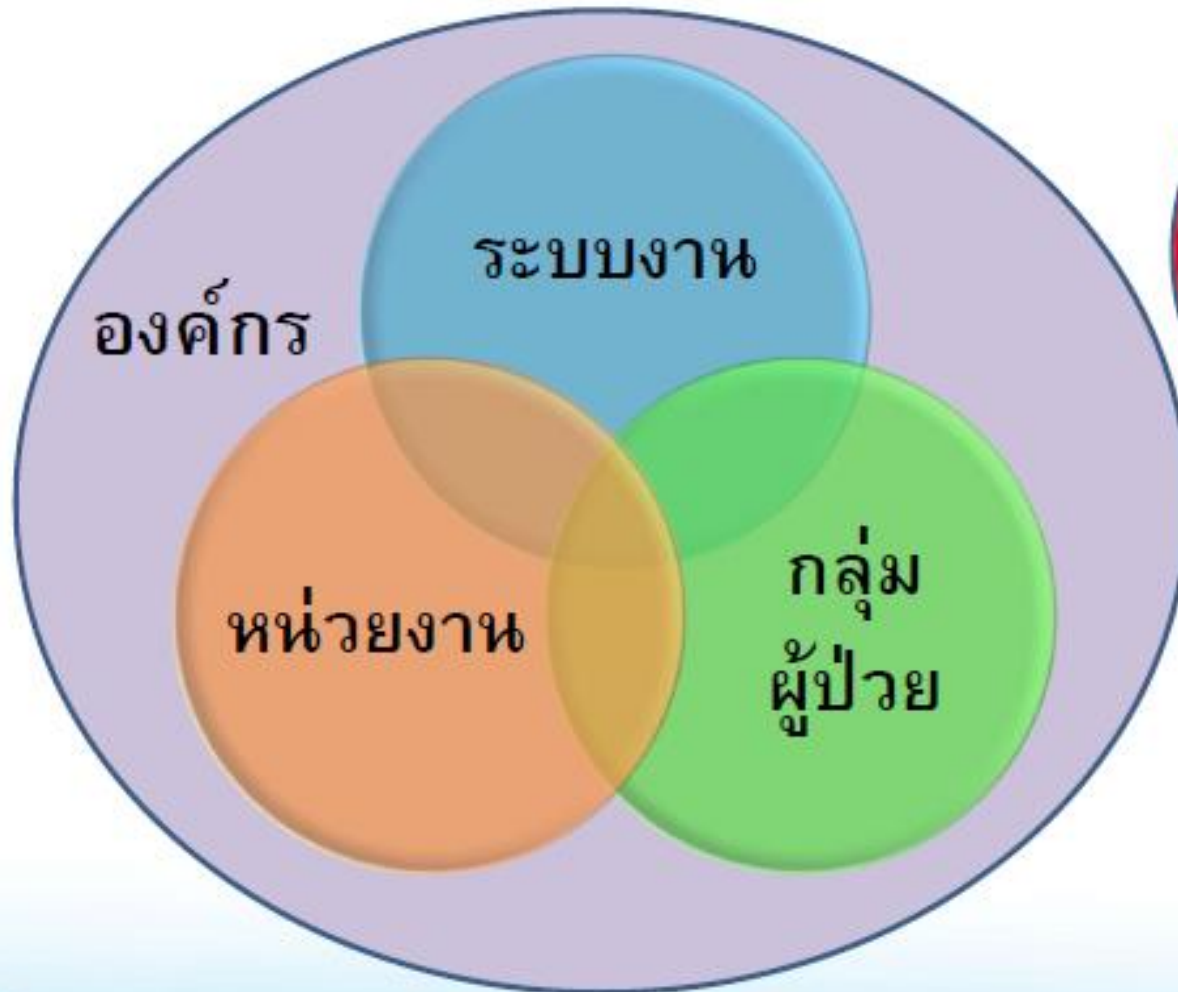 ระบบงาน
องค์กร
หน่วยงาน
กลุ่ม
ผู้ป่วย